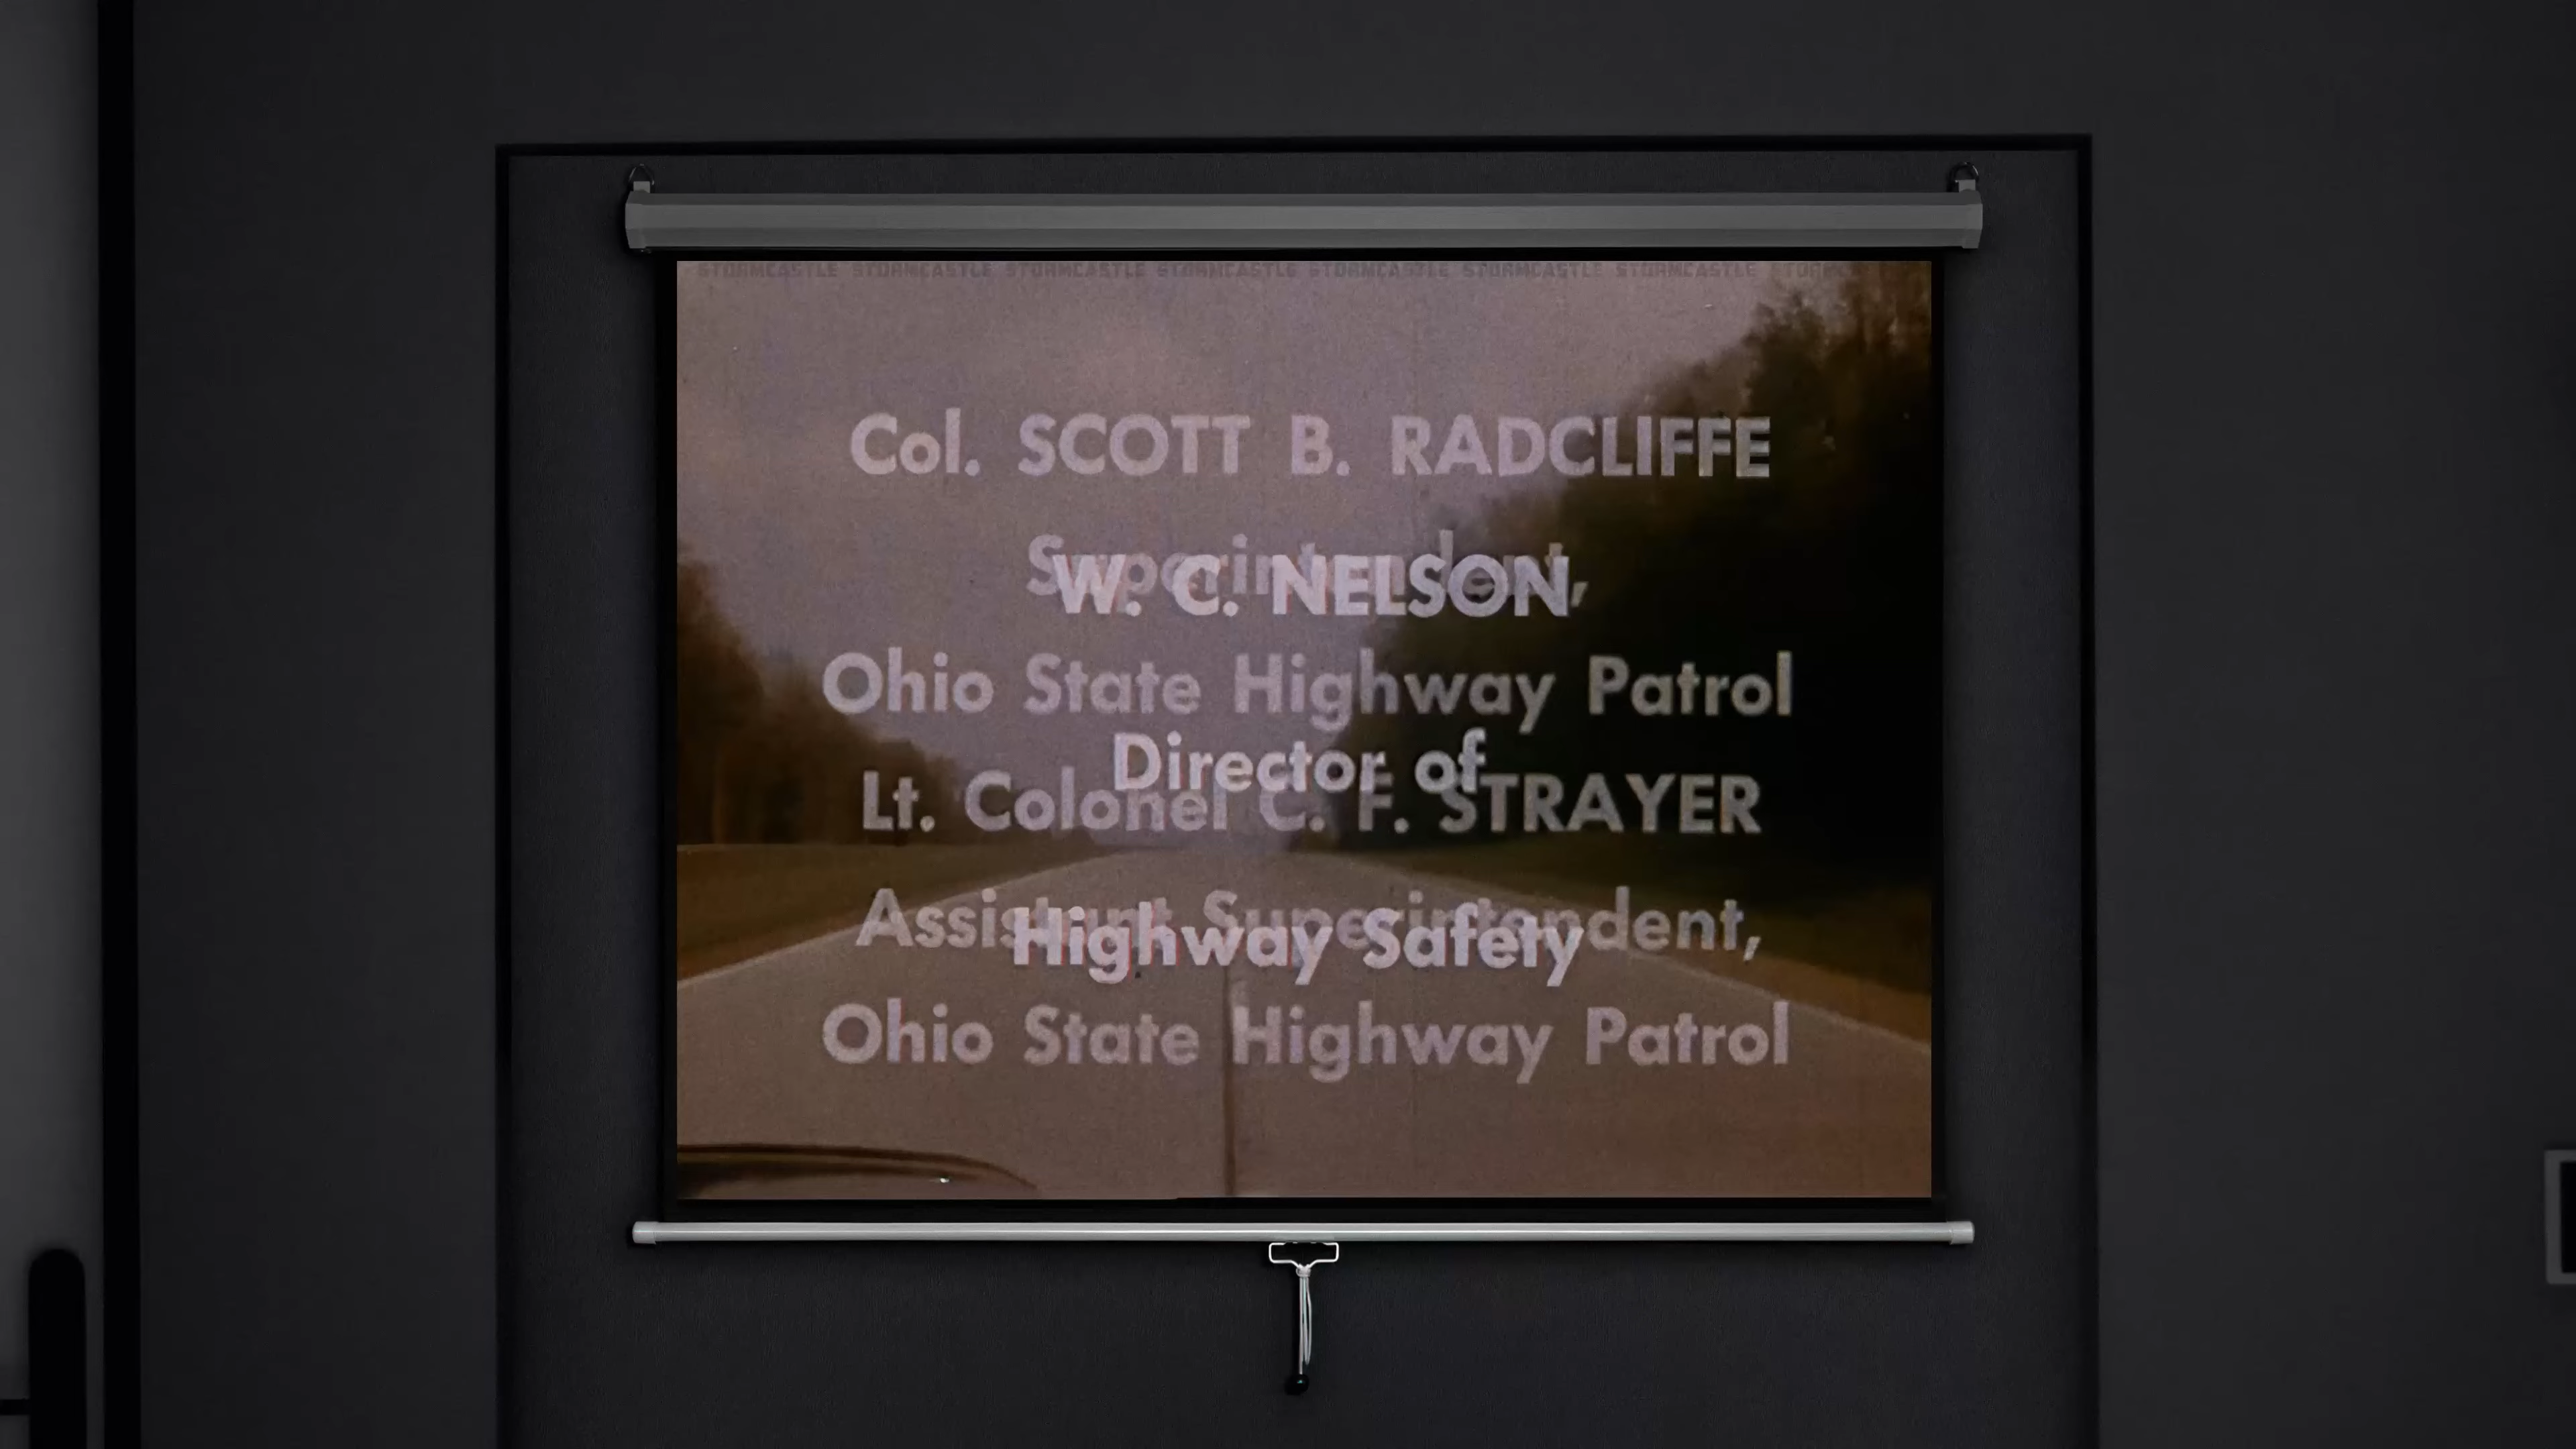 STORMCASTLE STORMCASTLE STORMCASTLE STORMCASTLE STORMCASTLE STORMCASTLE STORMCASTLE
Col. SCOTT B. RADCLIFFE
Superintendent,
W. C. NELSON
Ohio State Highway Patrol
Director of
Lt. Colonel C. F. STRAYER
Assistant Superintendent,
Highway Safety
Ohio State Highway Patrol